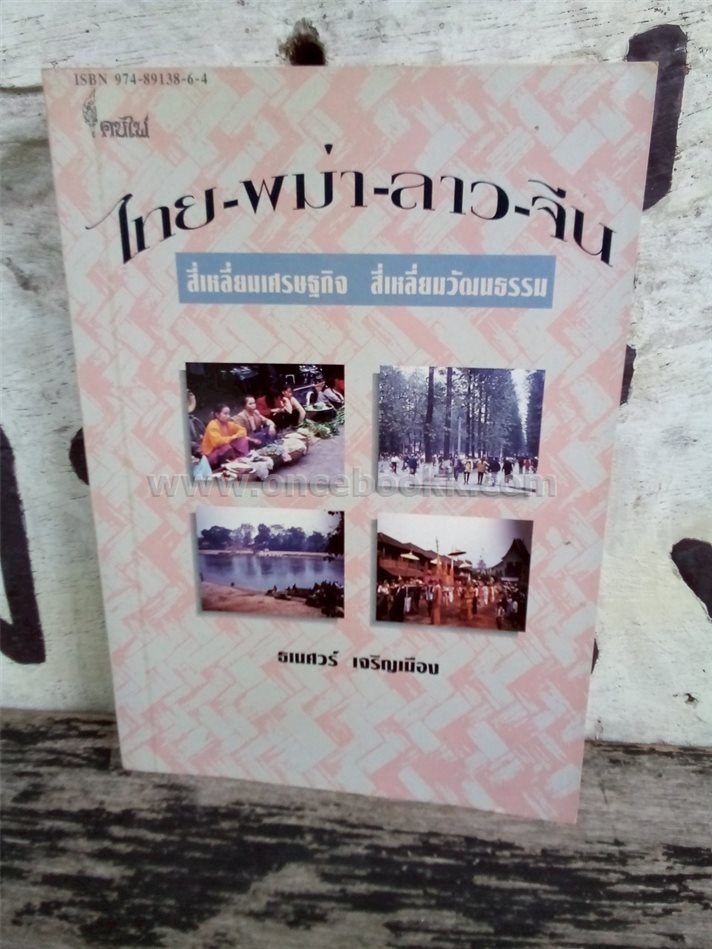 ISBN 974-89138-6-4
คบไฟ
ไทย-พม่า-ลาว-จีน
สี่เหลี่ยมเศรษฐกิจ สี่เหลี่ยมวัฒนธรรม
www.oncebookk.com
ธเนศวร์ เจริญเมือง